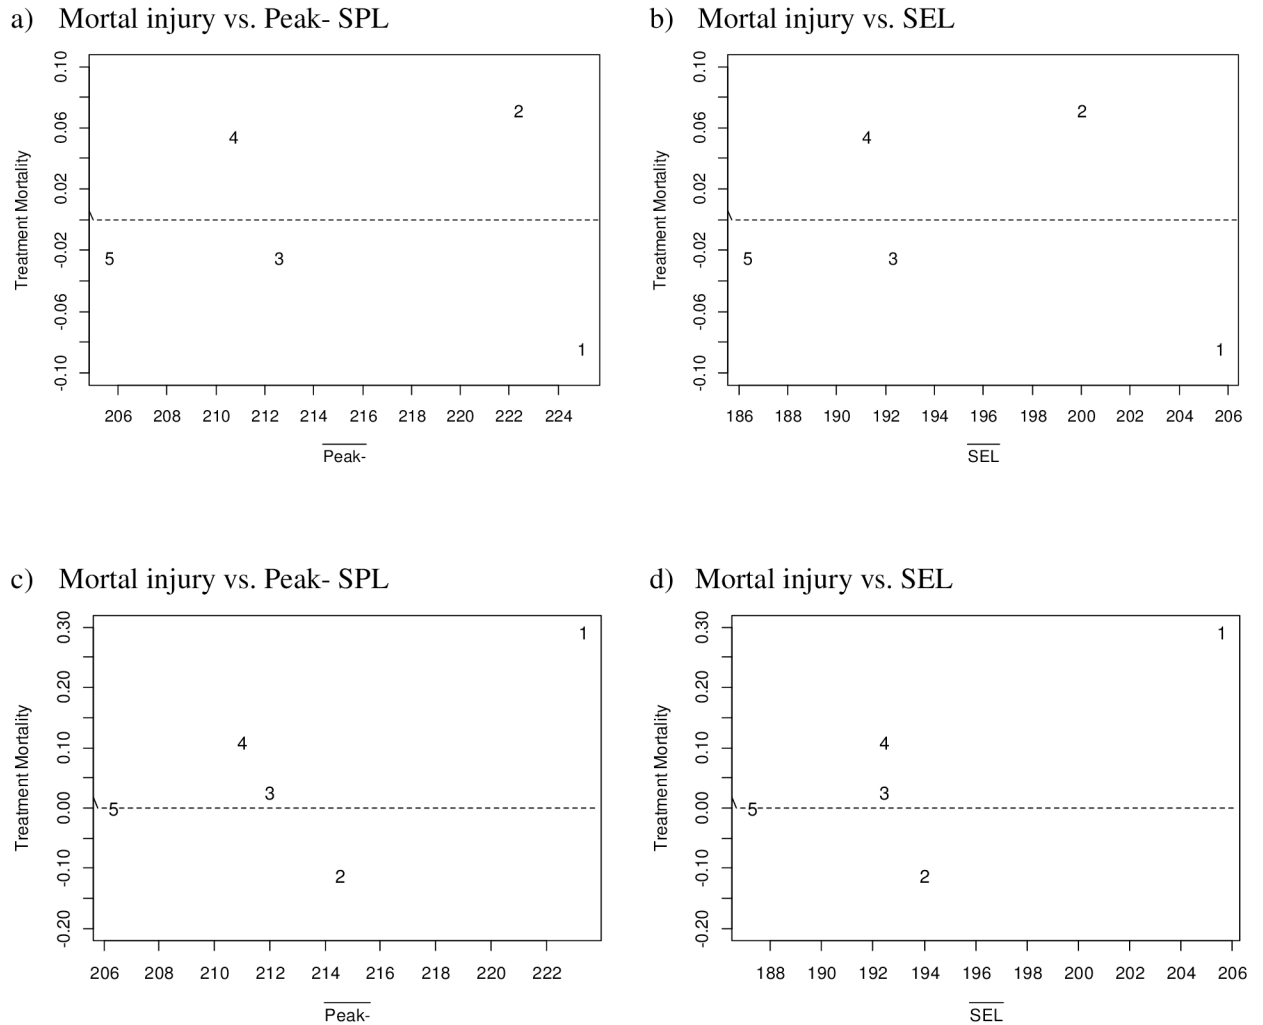 a) Mortal injury vs. Peak- SPL
0.10
0.06
0.02
-0.02
-0.06
-0.10
Treatment Mortality
2
4
5
3
1
206 208 210 212 214 216 218 220 222 224
Peak-
b) Mortal injury vs. SEL
0.10
0.06
0.02
-0.02
-0.06
-0.10
Treatment Mortality
2
4
5
3
1
186 188 190 192 194 196 198 200 202 204 206
SEL
c) Mortal injury vs. Peak- SPL
0.30
0.20
0.10
0.00
-0.10
-0.20
Treatment Mortality
1
4
3
5
2
206 208 210 212 214 216 218 220 222
Peak-
d) Mortal injury vs. SEL
0.30
0.20
0.10
0.00
-0.10
-0.20
Treatment Mortality
1
4
3
5
2
188 190 192 194 196 198 200 202 204 206
SEL